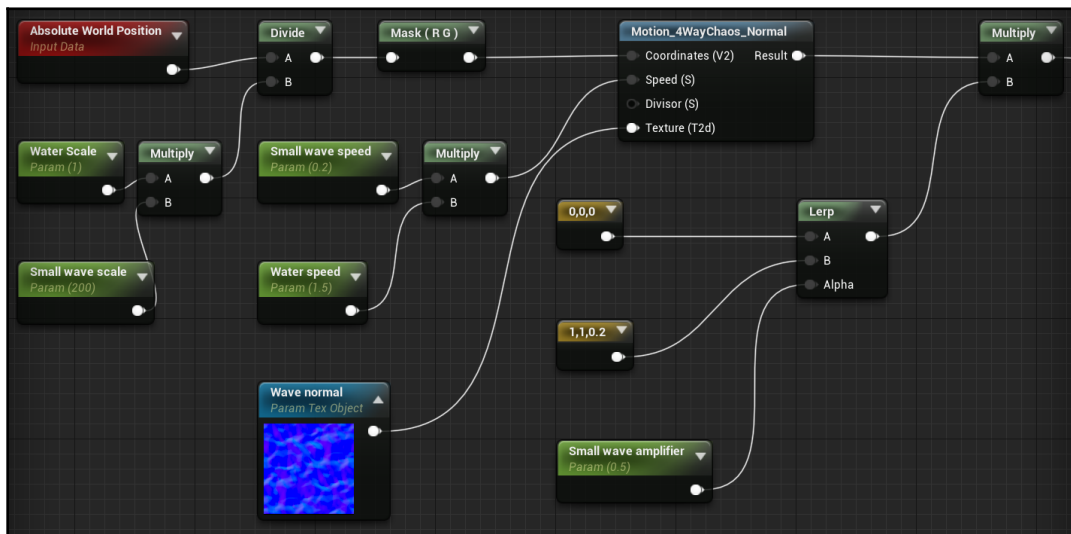 Absolute World Position
Input Data
Divide
A
B
Mask ( R G )
Motion_4WayChaos_Normal
Coordinates (V2) Result
Speed (S)
Divisor (S)
Texture (T2d)
Multiply
A
B
Water Scale
Param (1)
Multiply
A
B
Small wave speed
Param (0.2)
Multiply
A
B
0,0,0
Lerp
A
B
Alpha
Small wave scale
Param (200)
Water speed
Param (1.5)
1,1,0.2
Wave normal
Param Tex Object
Small wave amplifier
Param (0.5)